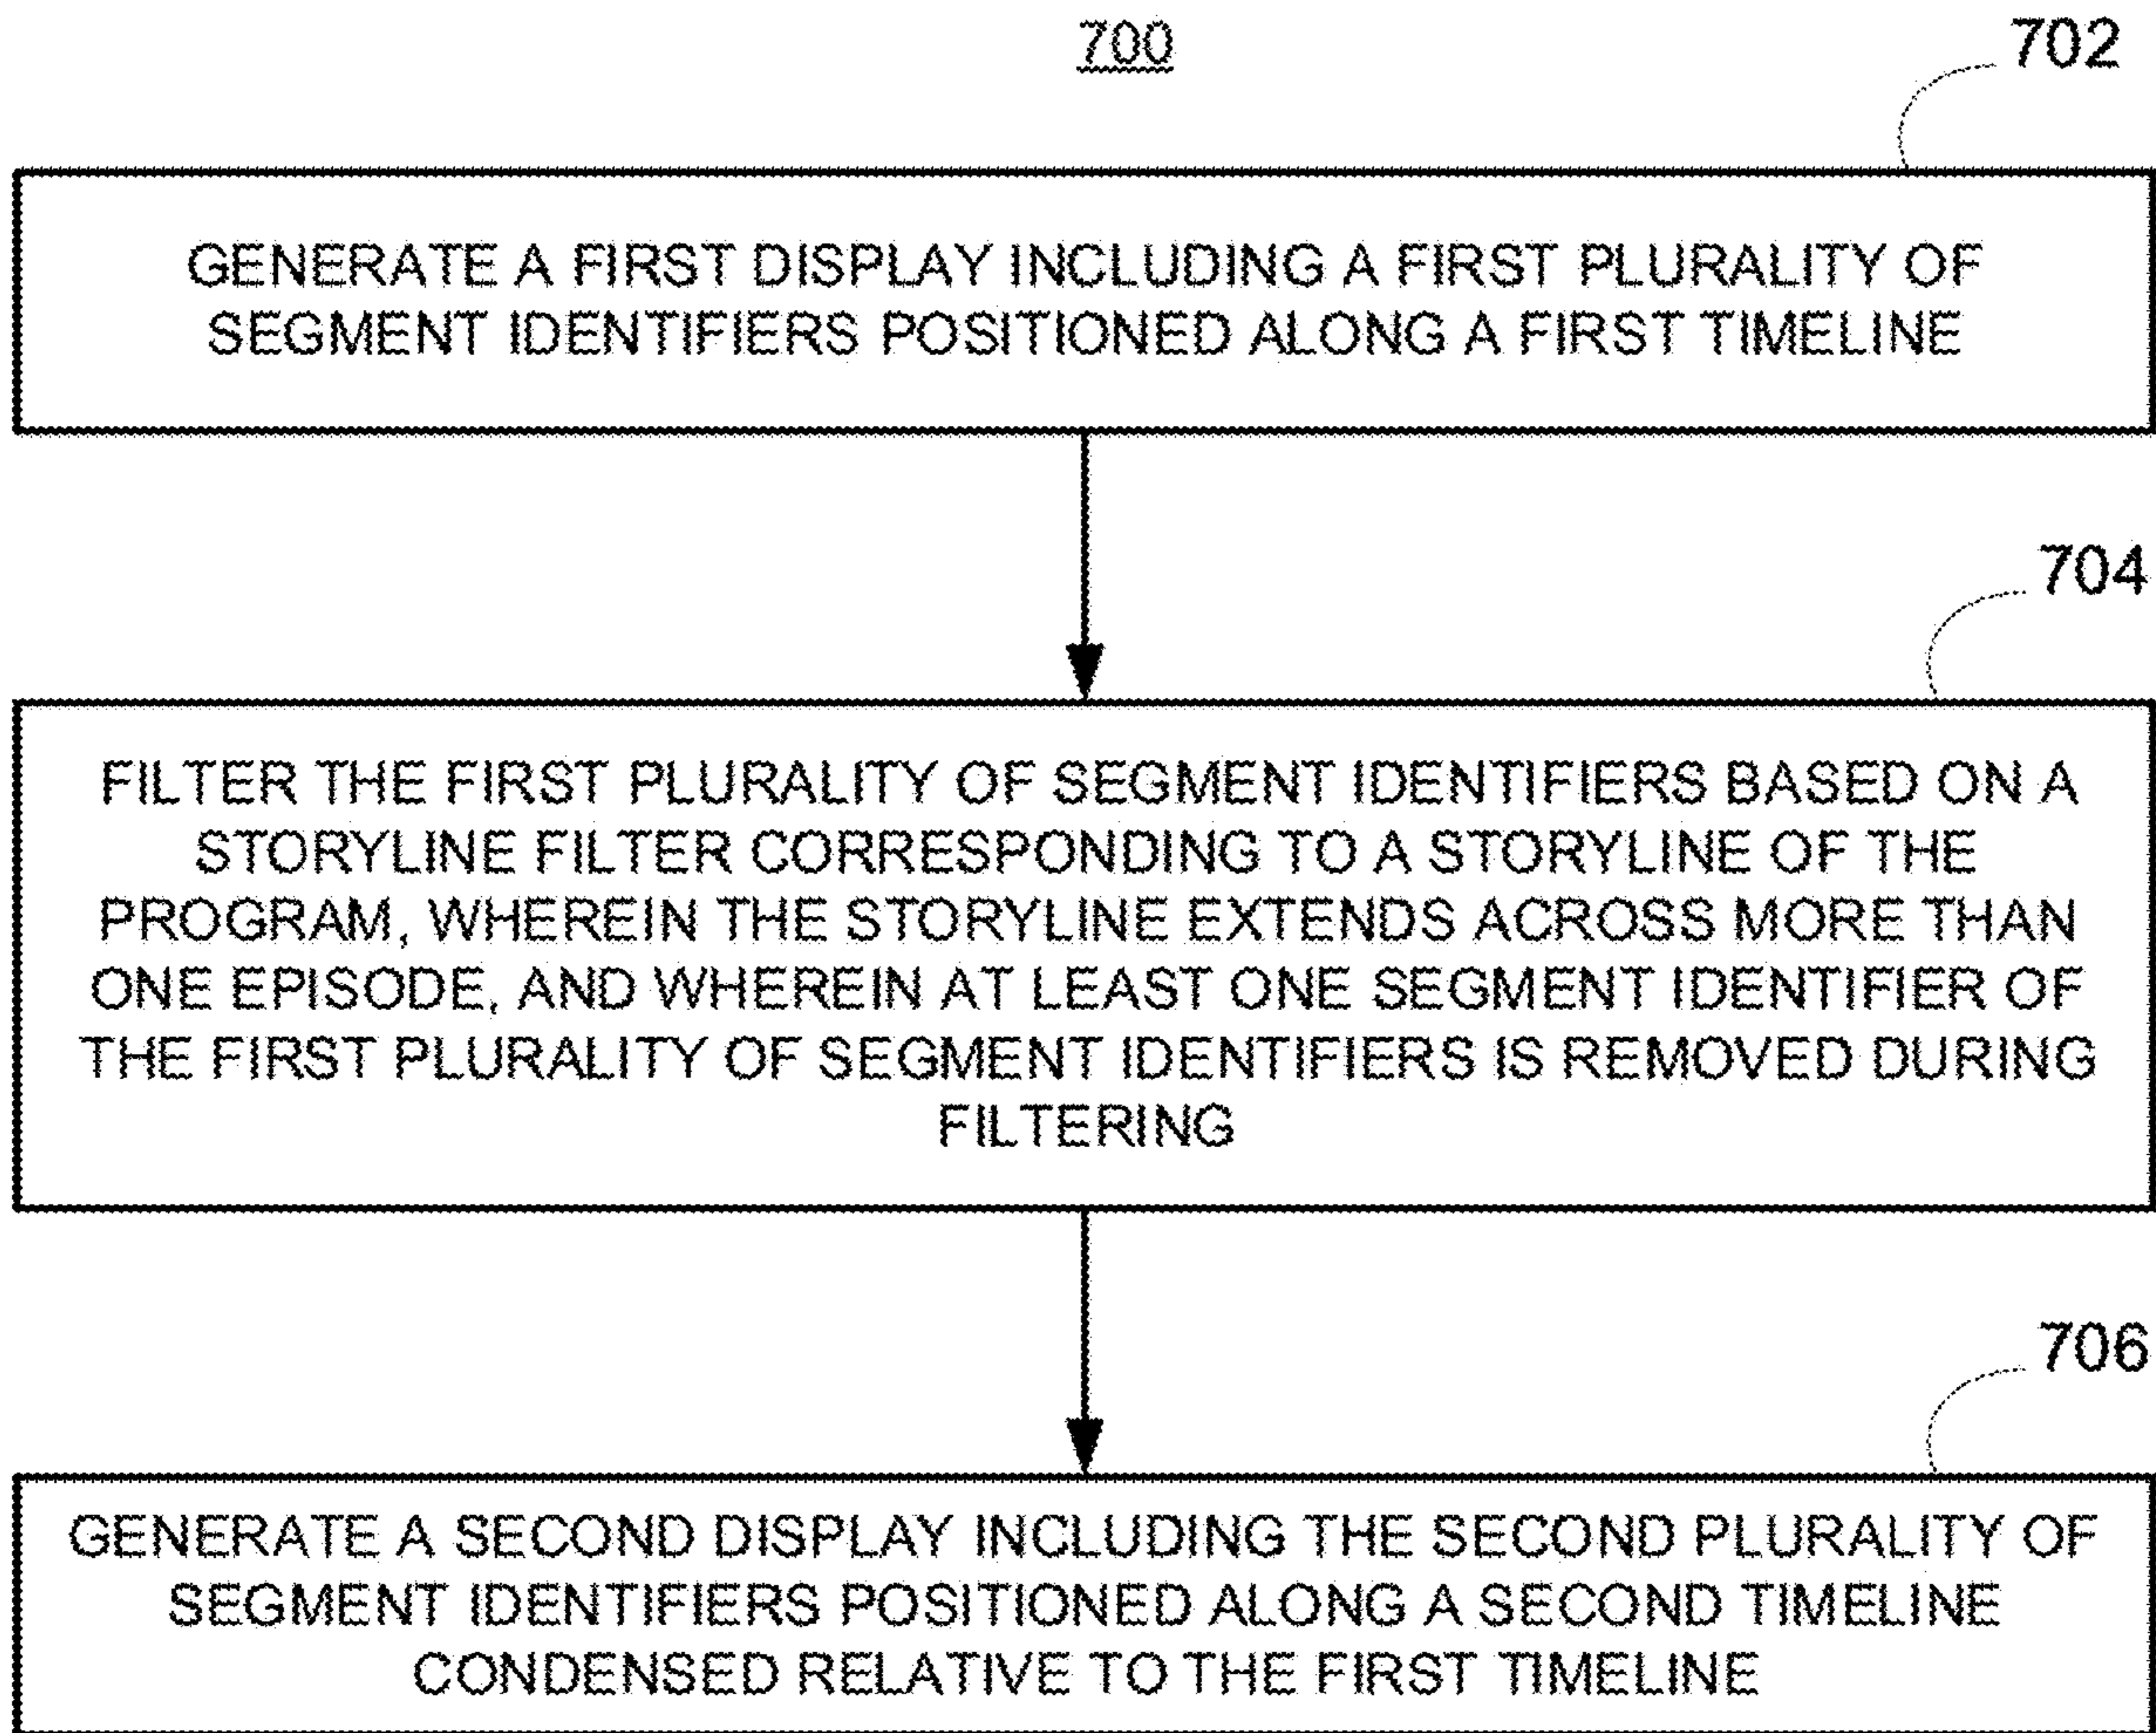 700
702
GENERATE A FIRST DISPLAY INCLUDING A FIRST PLURALITY OF
SEGMENT IDENTIFIERS POSITIONED ALONG A FIRST TIMELINE
704
FILTER THE FIRST PLURALITY OF SEGMENT IDENTIFIERS BASED ON A
STORYLINE FILTER CORRESPONDING TO A STORYLINE OF THE
PROGRAM, WHEREIN THE STORYLINE EXTENDS ACROSS MORE THAN
ONE EPISODE, AND WHEREIN AT LEAST ONE SEGMENT IDENTIFIER OF
THE FIRST PLURALITY OF SEGMENT IDENTIFIERS IS REMOVED DURING
FILTERING
706
GENERATE A SECOND DISPLAY INCLUDING THE SECOND PLURALITY OF
SEGMENT IDENTIFIERS POSITIONED ALONG A SECOND TIMELINE
CONDENSED RELATIVE TO THE FIRST TIMELINE